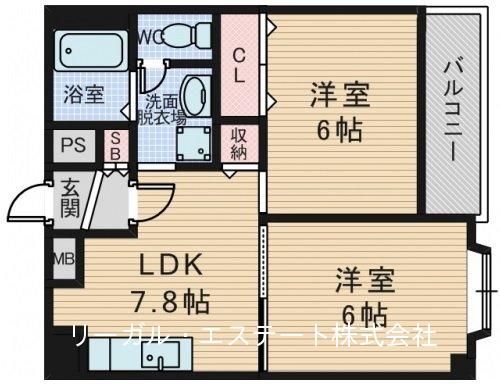 WC
CL
浴室
洗面
脱衣場
洋室
6帖
バルコニー
PS
SB
収納
玄関
MB
LDK
7.8帖
洋室
6帖
リーガル・エステート株式会社